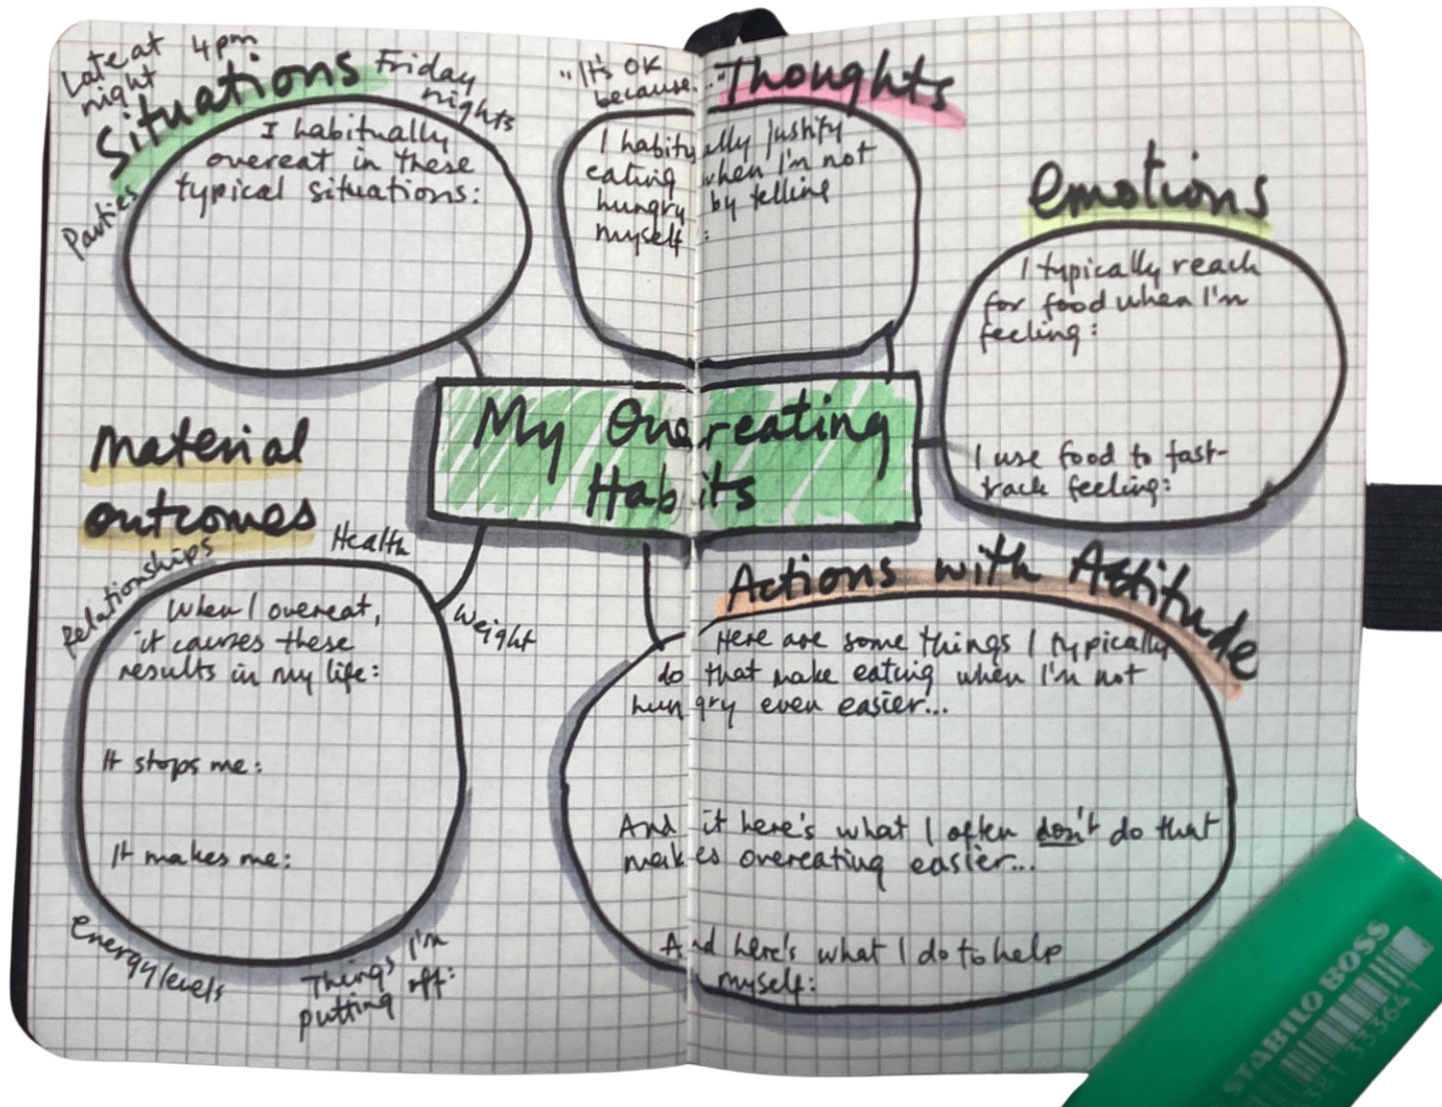 Late at night
4pm
Friday nights
Parties
Situations
I habitually
overeat in these
typical situations:
"It's OK
because..."
Thoughts
I habitually justify
eating when I'm not
hungry by telling
myself:
emotions
I typically reach
for food when I'm
feeling:
I use food to fast-
track feeling:
My Overeating
Habits
material
outcomes
Relationships
Health
Weight
When I overeat,
it causes these
results in my life:
It stops me:
It makes me:
Energy levels
Things I'm
putting off:
Actions with Attitude
Here are some things I typically
do that make eating when I'm not
hungry even easier...
And it here's what I often don't do that
makes overeating easier...
And here's what I do to help
myself:
STABILO BOSS
381 333641